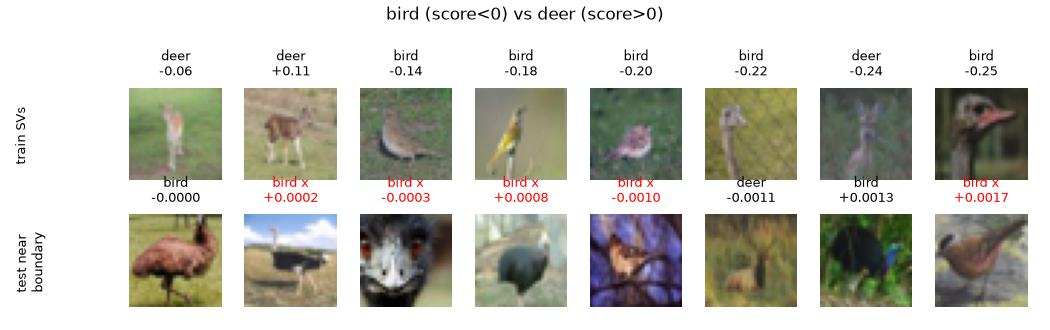 bird (score<0) vs deer (score>0)
deer deer bird bird bird bird deer bird
-0.06 +0.11 -0.14 -0.18 -0.20 -0.22 -0.24 -0.25
train SVs
bird bird x bird x bird x bird x deer bird bird x
-0.0000 +0.0002 -0.0003 +0.0008 -0.0010 -0.0011 +0.0013 +0.0017
test near
boundary